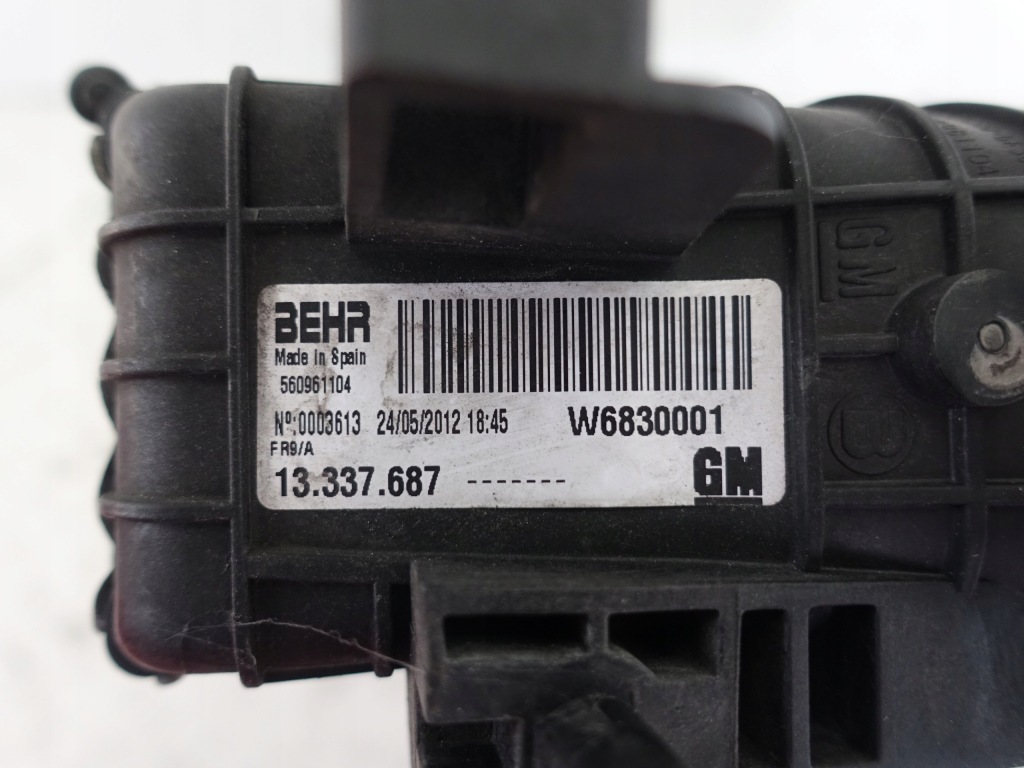 BEHR
Made in Spain
560961104
Nº:0003613 24/05/2012 18:45 W6830001
FR9/A
13.337.687 -------
GM
GM
B